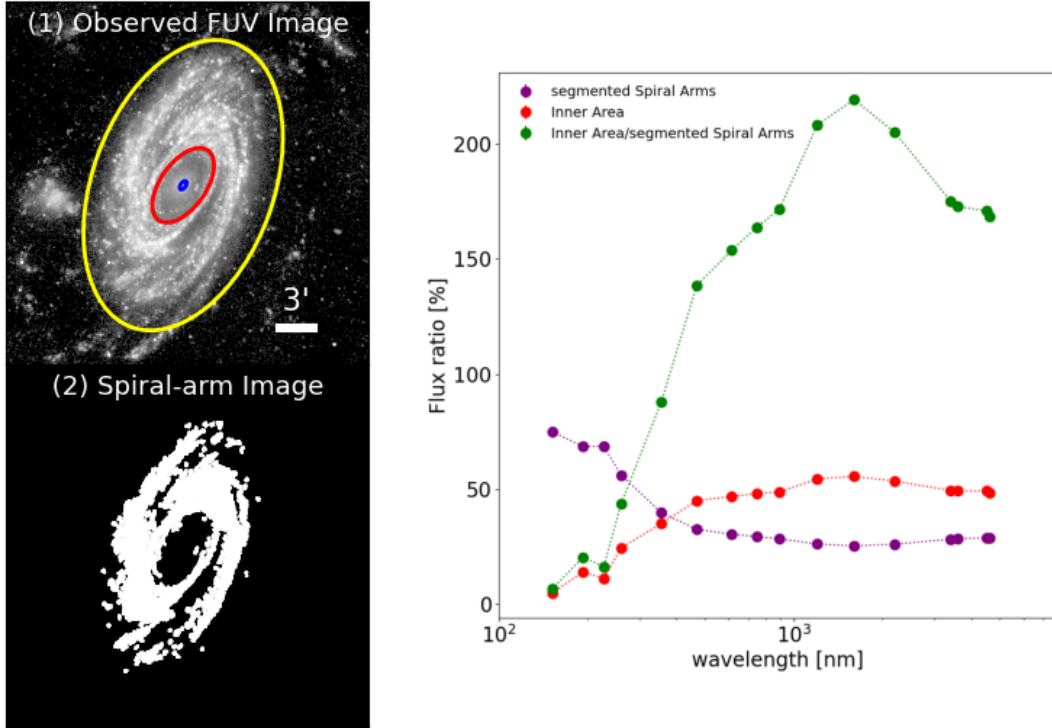 (1) Observed FUV Image
3'
(2) Spiral-arm Image
segmented Spiral Arms
Inner Area
Inner Area/segmented Spiral Arms
Flux ratio [%]
200
150
100
50
0
10²
10³
wavelength [nm]